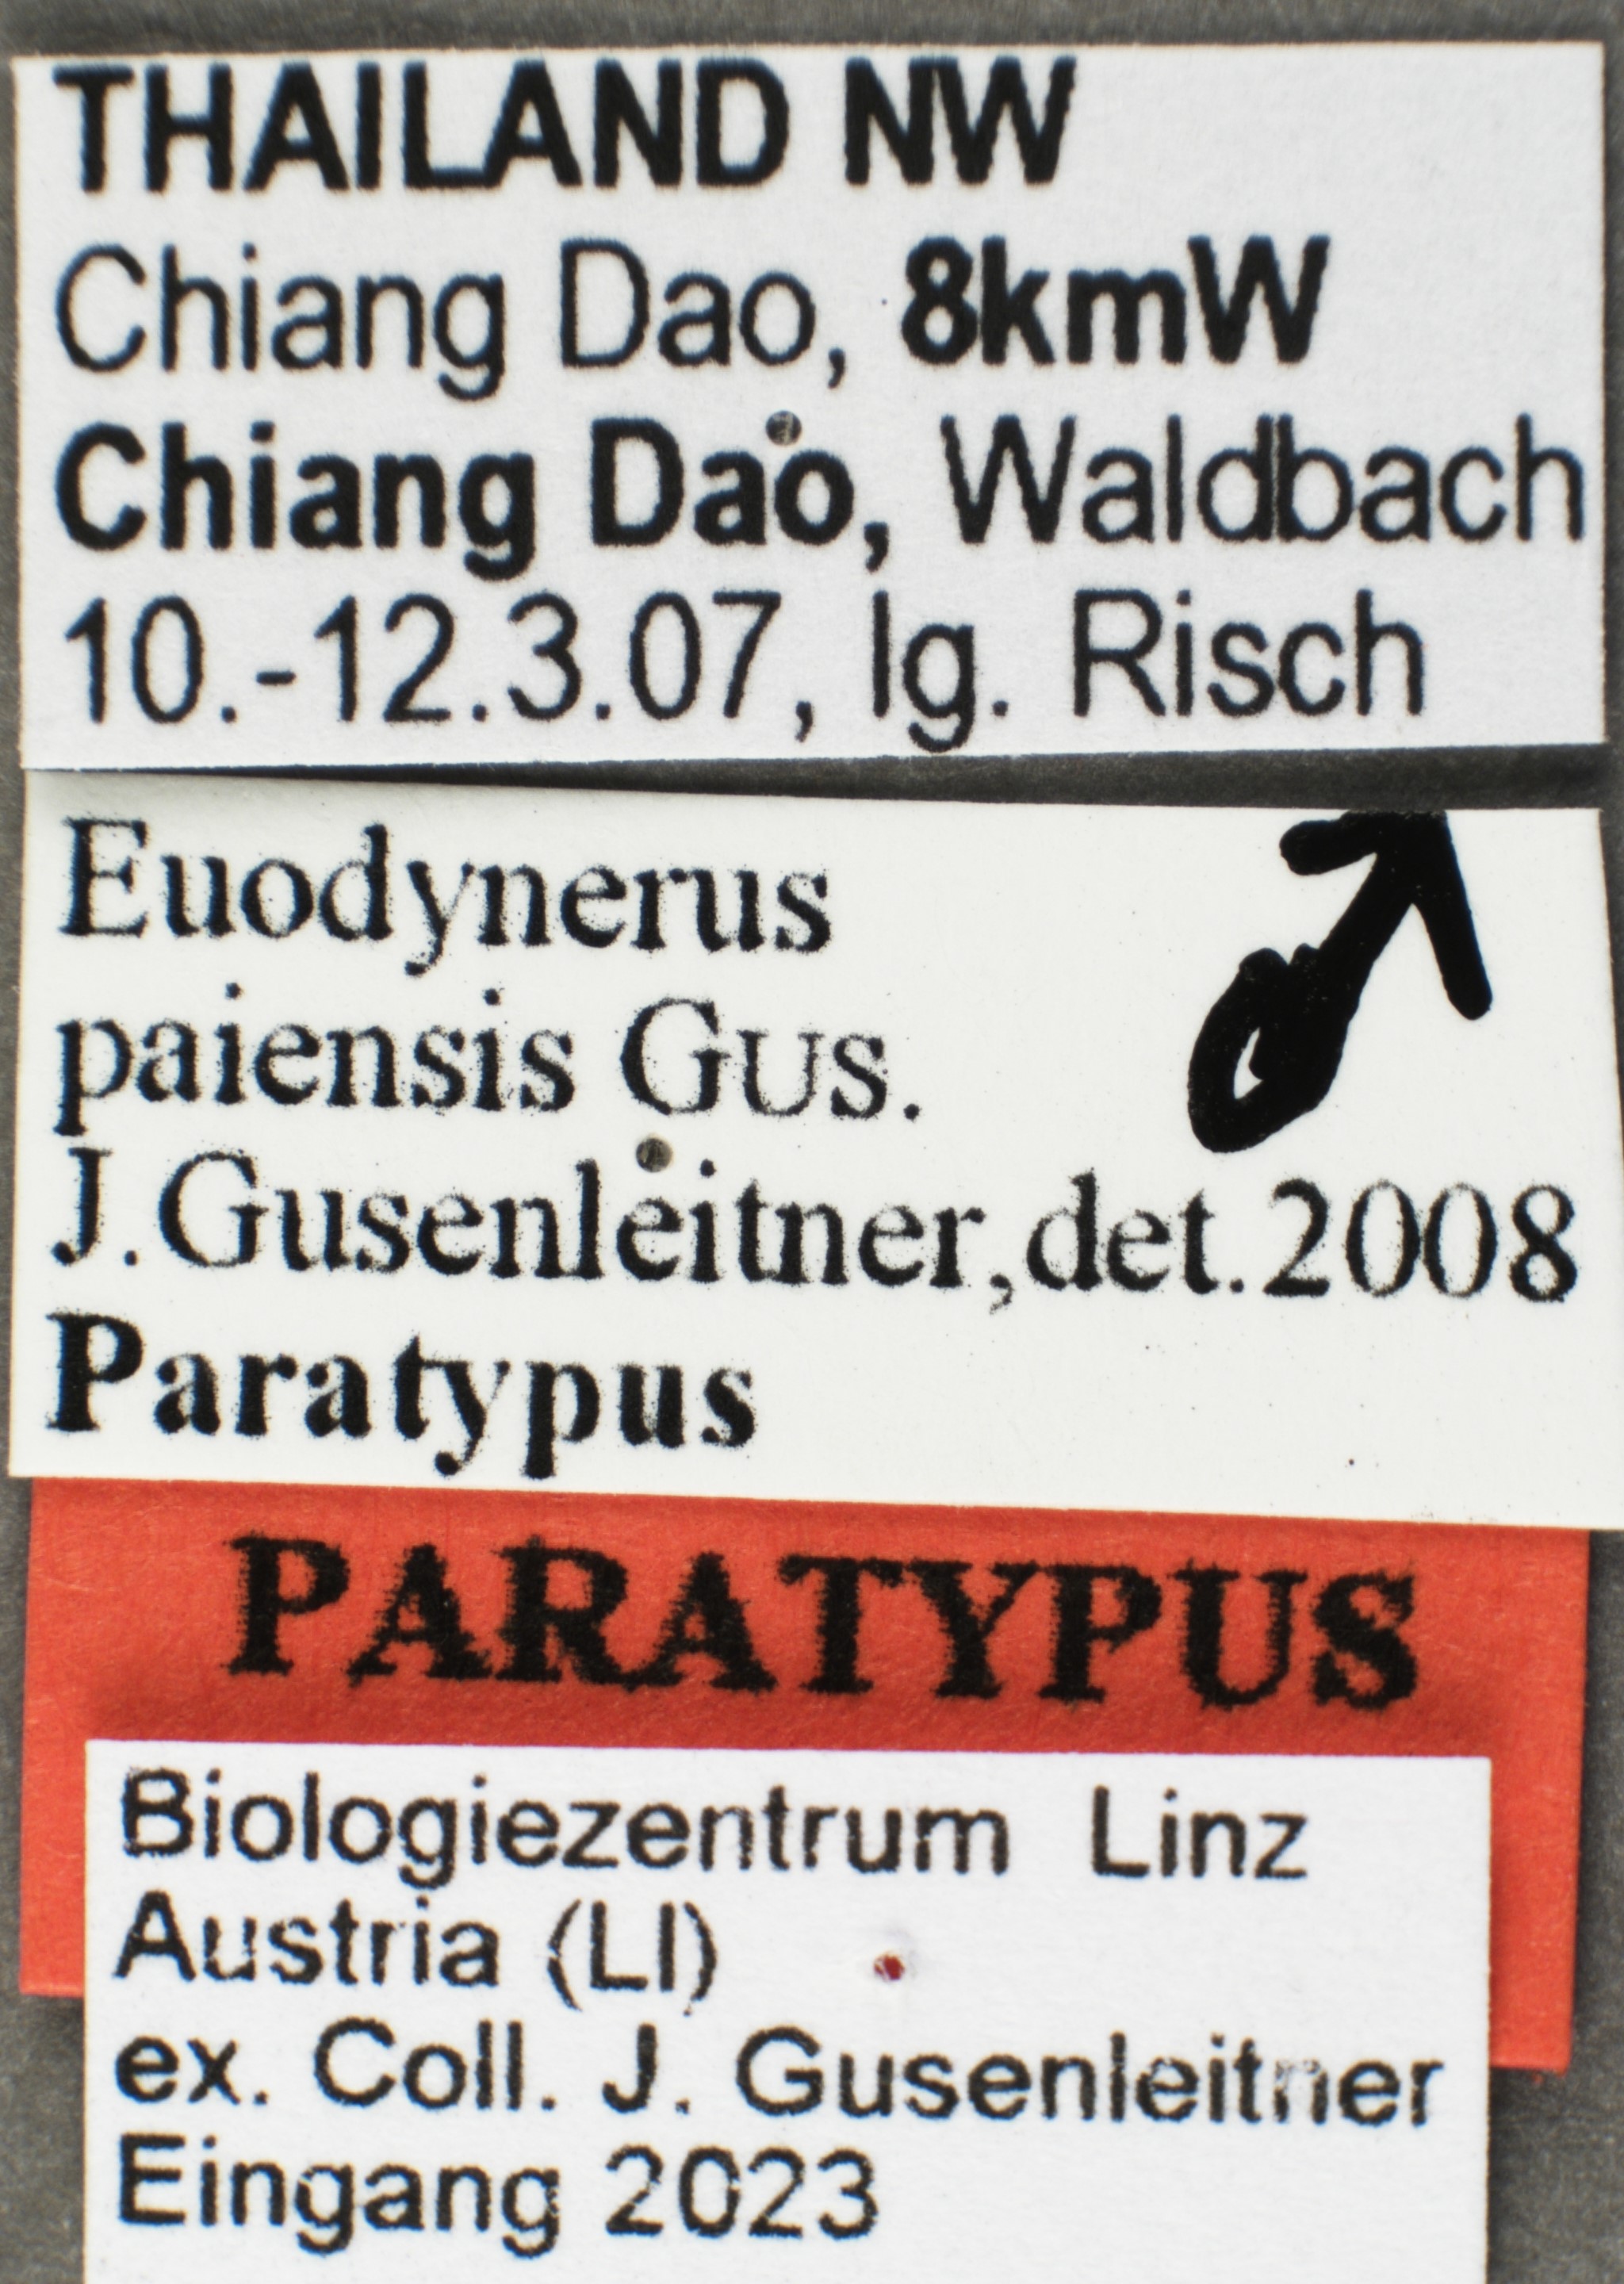 THAILAND NW
Chiang Dao, 8kmW
Chiang Dao, Waldbach
10.-12.3.07, lg. Risch
Euodynerus ♂
paiensis GUS.
J.Gusenleitner,det.2008
Paratypus
PARATYPUS
Biologiezentrum Linz
Austria (LI)
ex. Coll. J. Gusenleitner
Eingang 2023